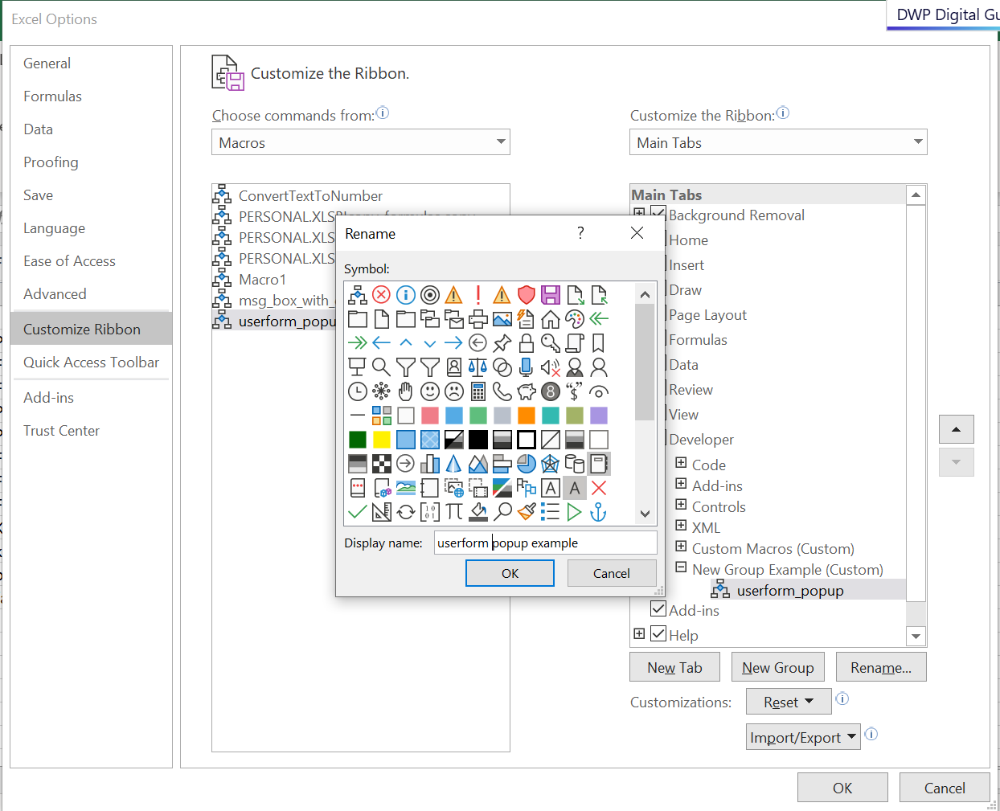 Excel Options
DWP Digital
General
Formulas
Data
Proofing
Save
Language
Ease of Access
Advanced
Customize Ribbon
Quick Access Toolbar
Add-ins
Trust Center
Customize the Ribbon.
Choose commands from:
Macros
ConvertTextToNumber
PERSONAL.XLS
PERSONAL.XLS
PERSONAL.XLS
Macro1
msg_box_with_
userform_popu
Customize the Ribbon:
Main Tabs
Main Tabs
Background Removal
Home
Insert
Draw
Page Layout
Formulas
Data
Review
View
Developer
Code
Add-ins
Controls
XML
Custom Macros (Custom)
New Group Example (Custom)
userform_popup
Add-ins
Help
New Tab
New Group
Rename...
Customizations:
Reset
Import/Export
OK
Cancel
Rename
?
Symbol:
Display name:
userform popup example
OK
Cancel